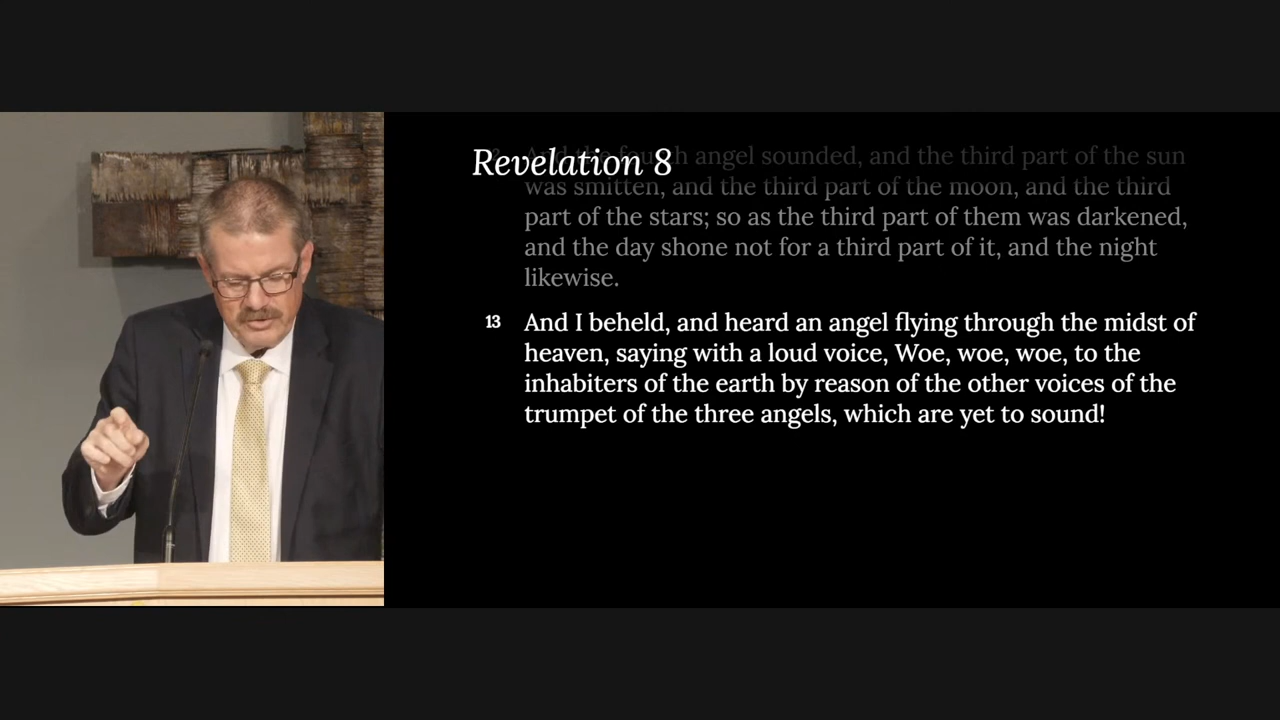 Revelation 8
And the fourth angel sounded, and the third part of the sun
was smitten, and the third part of the moon, and the third
part of the stars; so as the third part of them was darkened,
and the day shone not for a third part of it, and the night
likewise.
13 And I beheld, and heard an angel flying through the midst of
heaven, saying with a loud voice, Woe, woe, woe, to the
inhabiters of the earth by reason of the other voices of the
trumpet of the three angels, which are yet to sound!